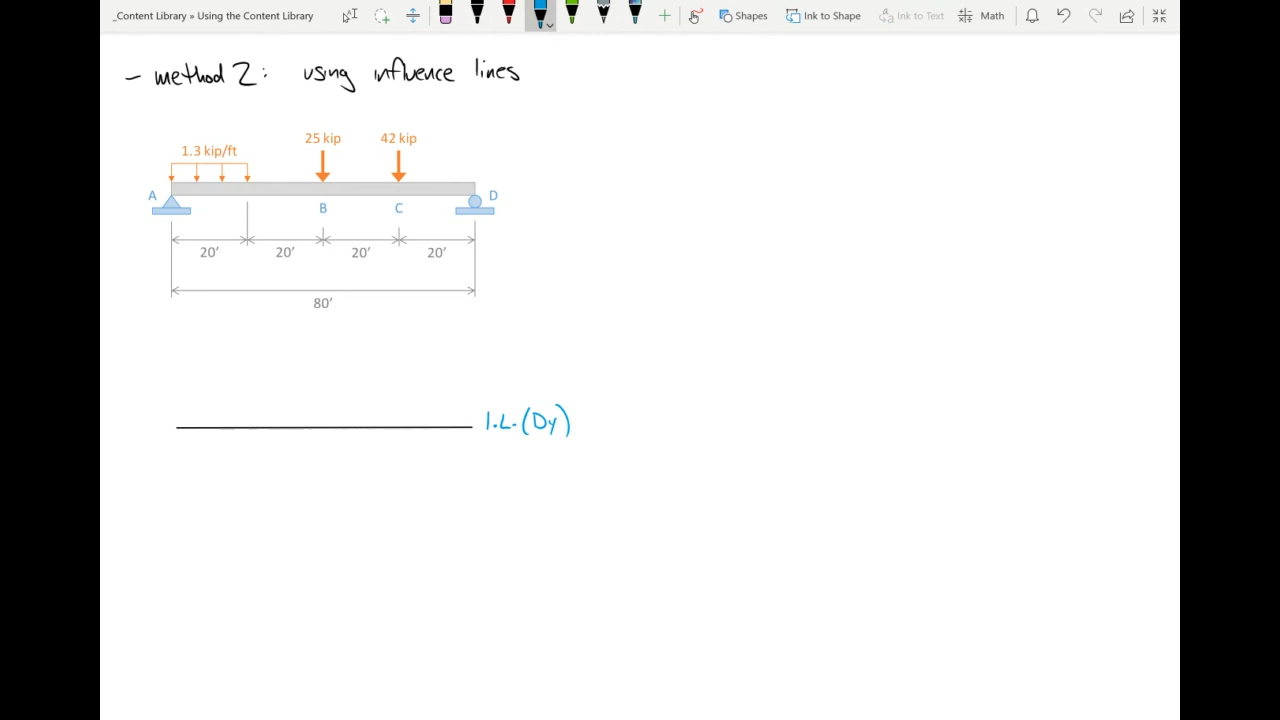 _Content Library » Using the Content Library
Shapes
Ink to Shape
Ink to Text
Math
- method 2: using influence lines
25 kip
42 kip
1.3 kip/ft
A
D
B
C
20'
20'
20'
20'
80'
I.L.(Dy)